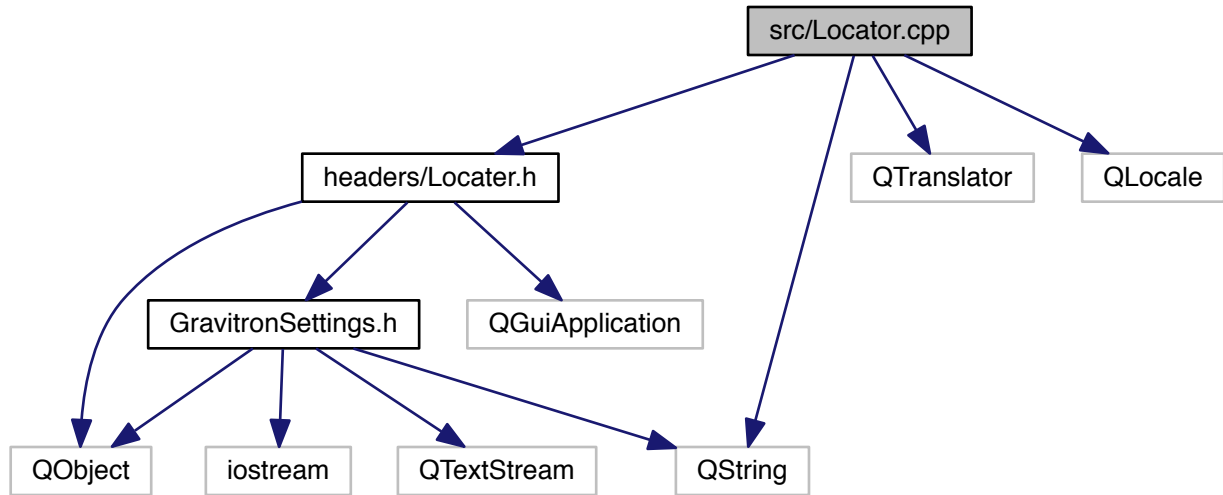 src/Locator.cpp
headers/Locater.h
QTranslator
QLocale
GravitronSettings.h
QGuiApplication
QObject
iostream
QTextStream
QString